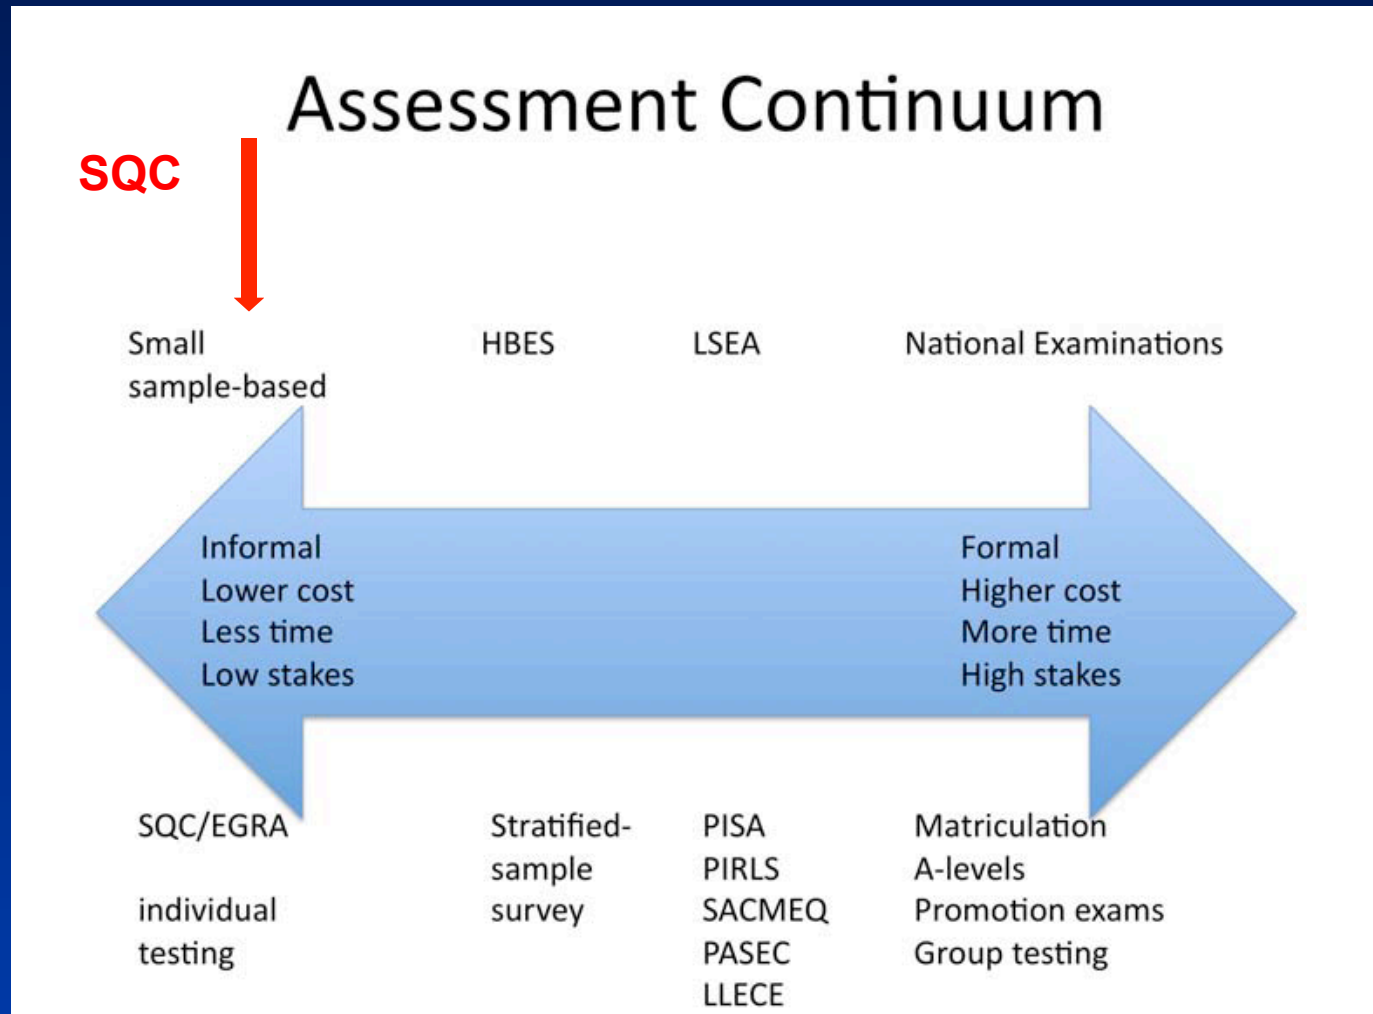 Assessment Continuum
SQC
Small
sample-based
HBES
LSEA
National Examinations
Informal
Lower cost
Less time
Low stakes
Formal
Higher cost
More time
High stakes
SQC/EGRA
individual
testing
Stratified-
sample
survey
PISA
PIRLS
SACMEQ
PASEC
LLECE
Matriculation
A-levels
Promotion exams
Group testing